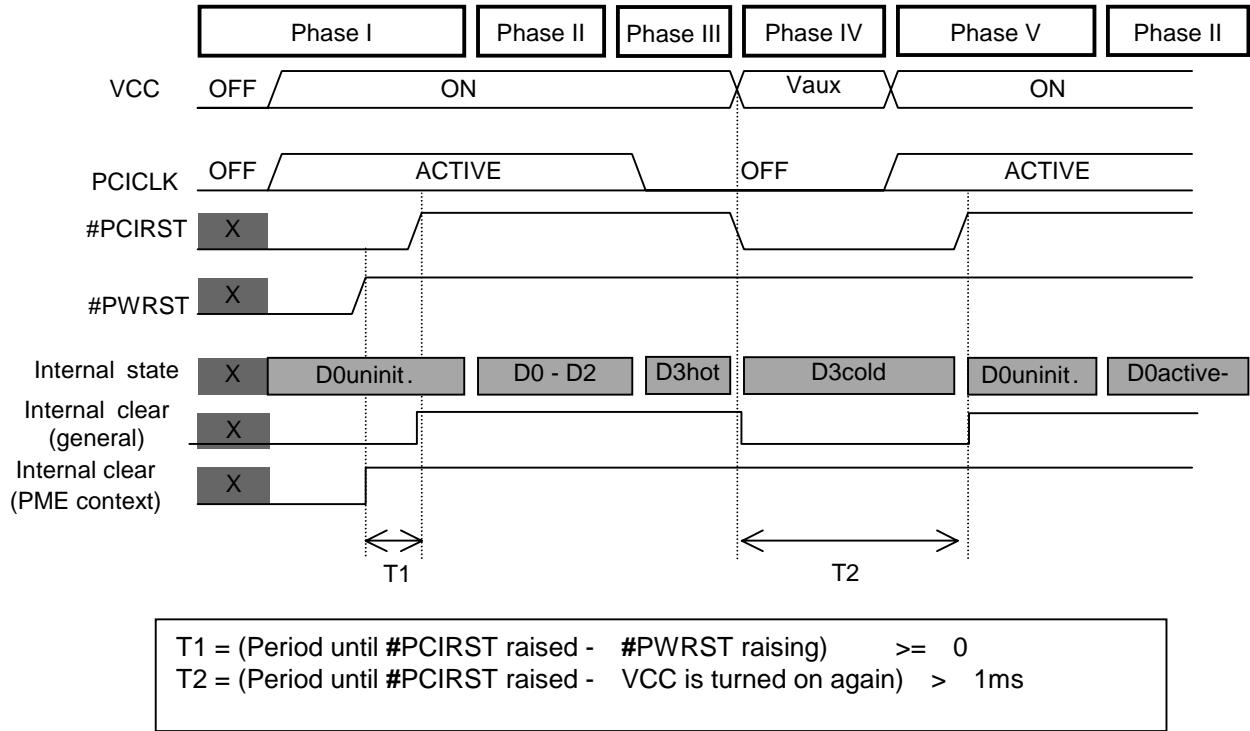 Phase I Phase II Phase III Phase IV Phase V Phase II
VCC OFF ON Vaux ON
PCICLK OFF ACTIVE OFF ACTIVE
#PCIRST X
#PWRST X
Internal state X D0uninit. D0 - D2 D3hot D3cold D0uninit. D0active-
Internal clear
(general) X
Internal clear
(PME context) X
T1 T2
T1 = (Period until #PCIRST raised - #PWRST raising) >= 0
T2 = (Period until #PCIRST raised - VCC is turned on again) > 1ms